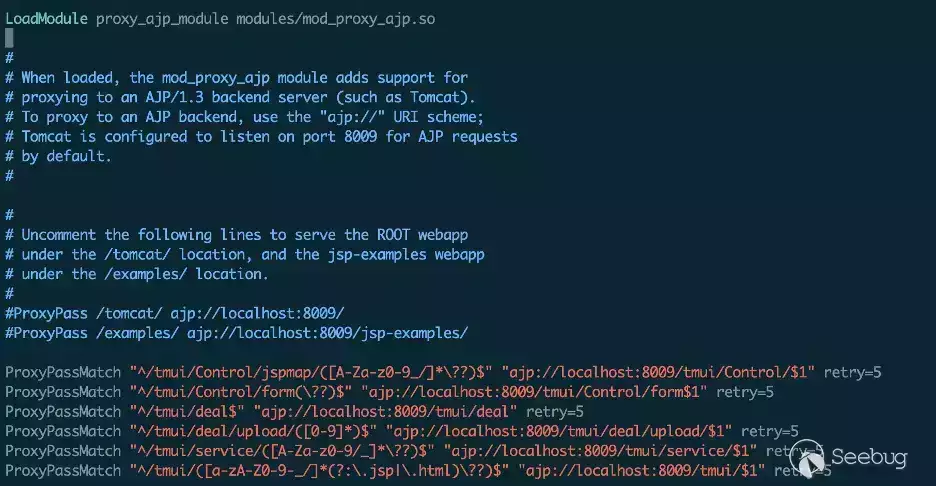 LoadModule proxy_ajp_module modules/mod_proxy_ajp.so
#
# When loaded, the mod_proxy_ajp module adds support for
# proxying to an AJP/1.3 backend server (such as Tomcat).
# To proxy to an AJP backend, use the "ajp://" URI scheme;
# Tomcat is configured to listen on port 8009 for AJP requests
# by default.
#
#
# Uncomment the following lines to serve the ROOT webapp
# under the /tomcat/ location, and the jsp-examples webapp
# under the /examples/ location.
#
#ProxyPass /tomcat/ ajp://localhost:8009/
#ProxyPass /examples/ ajp://localhost:8009/jsp-examples/
ProxyPassMatch "^/tmui/Control/jspmap/([A-Za-z0-9_/]*\??)$" "ajp://localhost:8009/tmui/Control/$1" retry=5
ProxyPassMatch "^/tmui/Control/form(\??)$" "ajp://localhost:8009/tmui/Control/form$1" retry=5
ProxyPassMatch "^/tmui/deal$" "ajp://localhost:8009/tmui/deal" retry=5
ProxyPassMatch "^/tmui/deal/upload/([0-9]*)$" "ajp://localhost:8009/tmui/deal/upload/$1" retry=5
ProxyPassMatch "^/tmui/service/([A-Za-z0-9-/_]*)$" "ajp://localhost:8009/tmui/service/$1" retry=5
ProxyPassMatch "^/tmui/([a-zA-Z0-9-_/]*(?:\.jsp|\.html)\??)$" "ajp://localhost:8009/tmui/$1" retry=5
Seebug